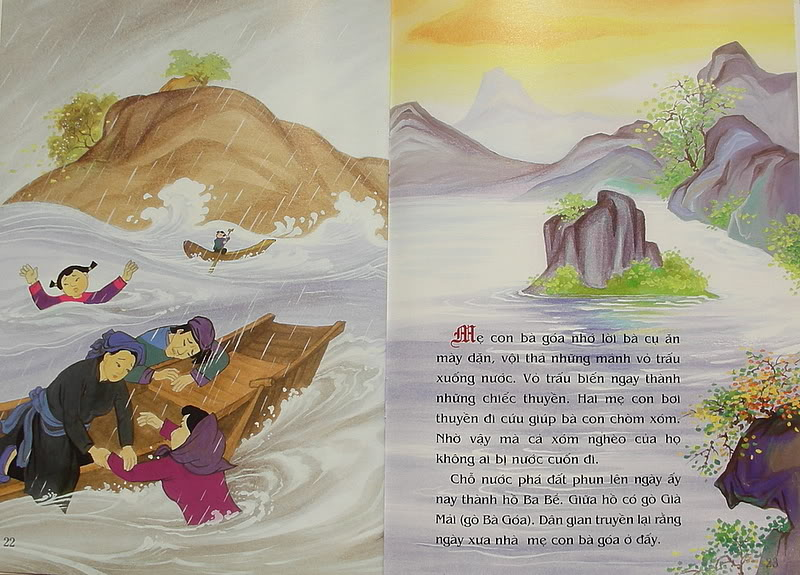 Mẹ con bà góa nhớ lời bà cụ ăn
mày dặn, vội thả những mảnh vỏ trấu
xuống nước. Vỏ trấu biến ngay thành
những chiếc thuyền. Hai mẹ con bơi
thuyền đi cứu giúp bà con chòm xóm.
Nhờ vậy mà cả xóm nghèo của họ
không ai bị nước cuốn đi.
Chỗ nước phá đất phun lên ngày ấy
nay thành hồ Ba Bể. Giữa hồ có gò Già
Mải (gò Bà Góa). Dân gian truyền lại rằng
ngày xưa nhà mẹ con bà góa ở đấy.
22
23